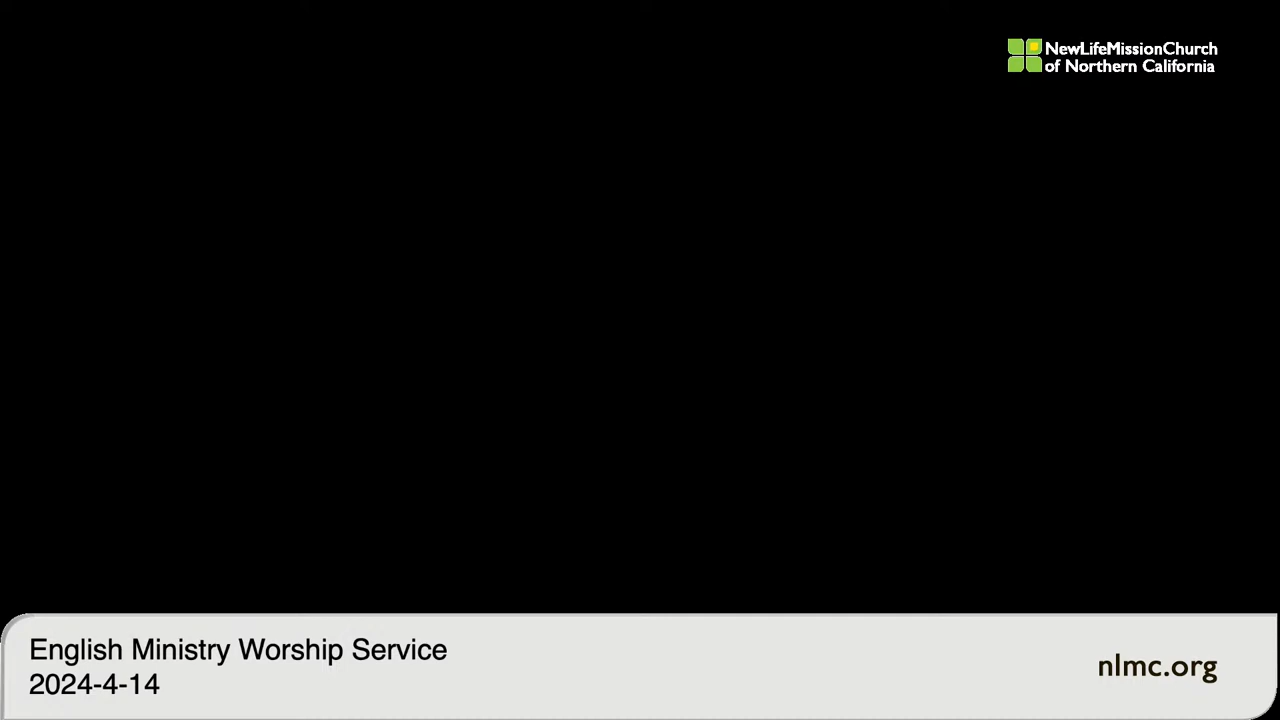 NewLifeMissionChurch
of Northern California
English Ministry Worship Service
2024-4-14
nlmc.org